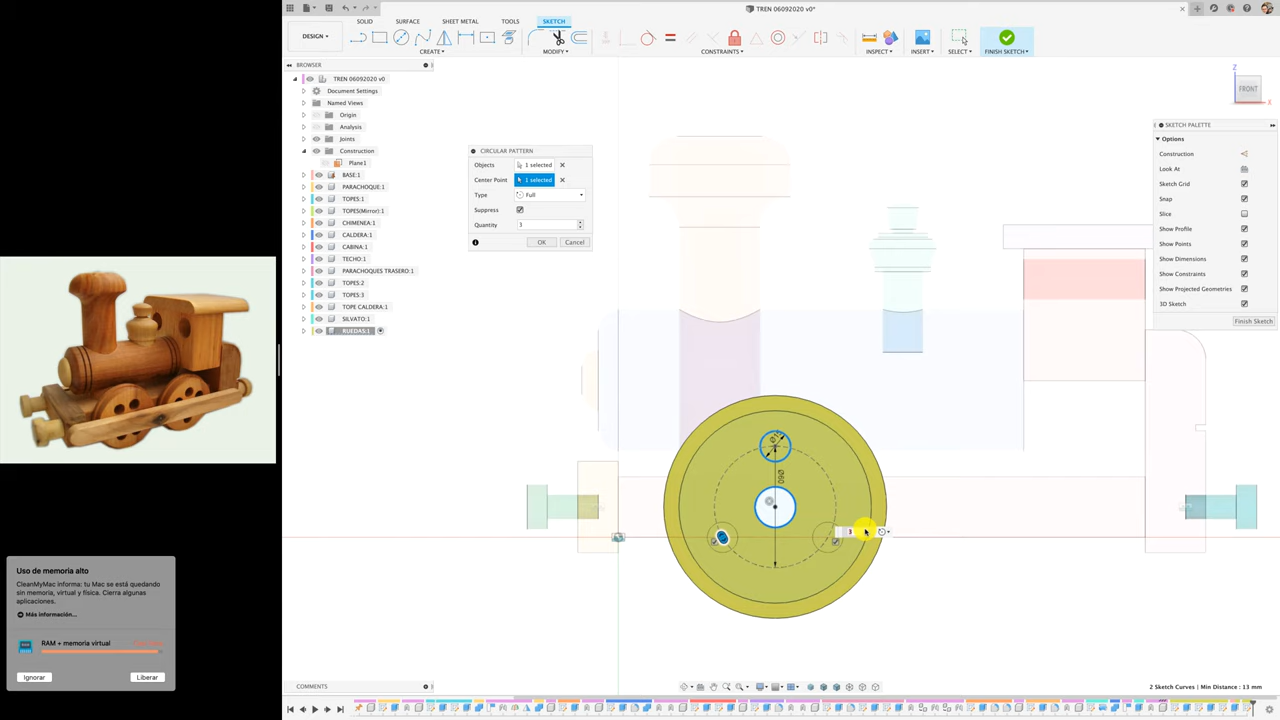 TREN 06092020 v0*
DESIGN
SOLID
SURFACE
SHEET METAL
TOOLS
SKETCH
CREATE
MODIFY
CONSTRAINTS
INSPECT
INSERT
SELECT
FINISH SKETCH
BROWSER
TREN 06092020 v0
Document Settings
Named Views
Origin
Analysis
Joints
Construction
Plane1
BASE:1
PARACHOQUE:1
TOPES:1
TOPES(Mirror):1
CHIMENEA:1
CALDERA:1
CABINA:1
TECHO:1
PARACHOQUES TRASERO:1
TOPES:2
TOPES:3
TOPE CALDERA:1
SILVATO:1
RUEDAS:1
CIRCULAR PATTERN
Objects 1 selected
Center Point 1 selected
Type Full
Suppress
Quantity 3
OK Cancel
Z
FRONT
X
SKETCH PALETTE
Options
Construction
Look At
Sketch Grid
Snap
Slice
Show Profile
Show Points
Show Dimensions
Show Constraints
Show Projected Geometries
3D Sketch
Finish Sketch
Ø60
3
Uso de memoria alto
CleanMyMac informa: tu Mac se está quedando
sin memoria, virtual y física. Cierra algunas
aplicaciones.
Más información...
RAM + memoria virtual
Ignorar
Liberar
COMMENTS
2 Sketch Curves | Min Distance : 13 mm